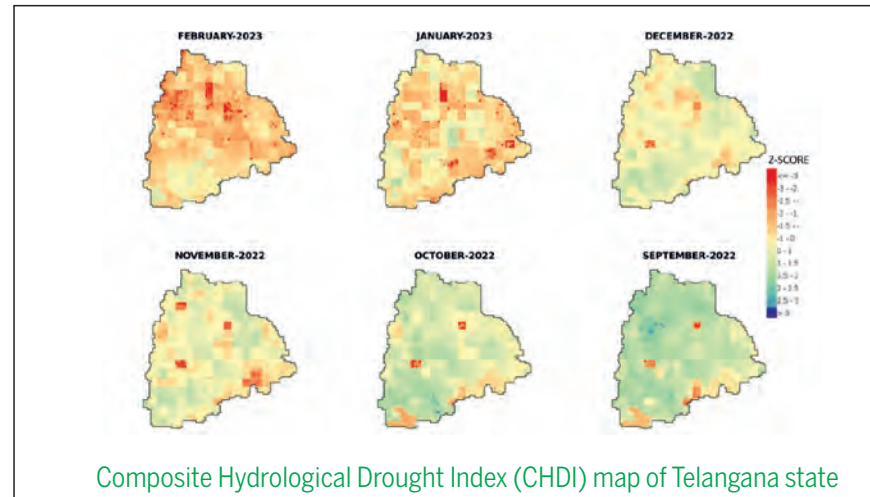 FEBRUARY-2023
JANUARY-2023
DECEMBER-2022
Z-SCORE
NOVEMBER-2022
OCTOBER-2022
SEPTEMBER-2022
Composite Hydrological Drought Index (CHDI) map of Telangana state